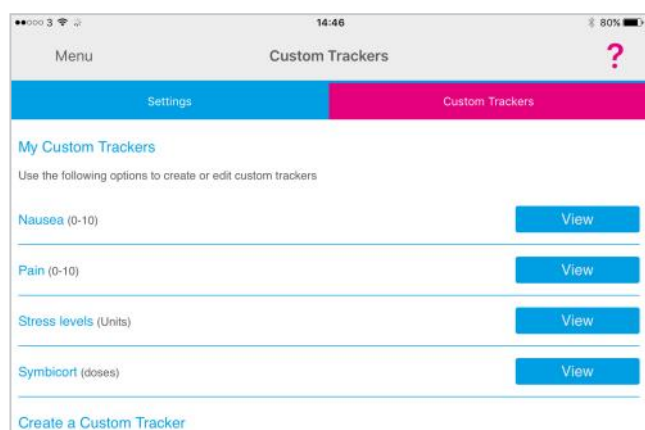 3 14:46 80%
Menu Custom Trackers ?
Settings Custom Trackers
My Custom Trackers
Use the following options to create or edit custom trackers
Nausea (0-10) View
Pain (0-10) View
Stress levels (Units) View
Symbicort (doses) View
Create a Custom Tracker